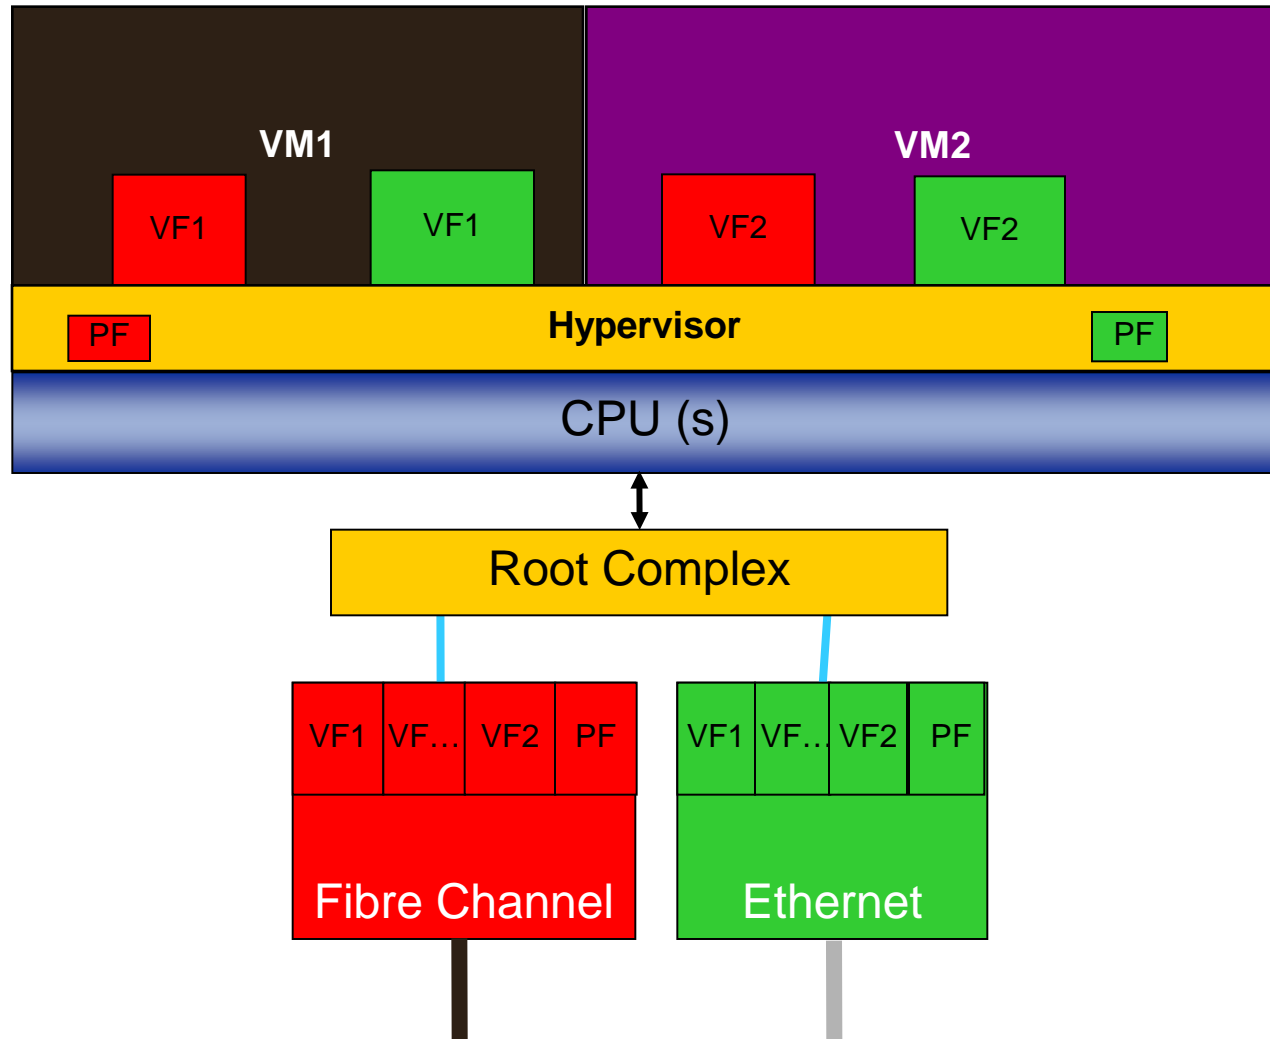 VM1
VM2
VF1
VF1
VF2
VF2
PF
Hypervisor
PF
CPU (s)
Root Complex
VF1
VF…
VF2
PF
VF1
VF…
VF2
PF
Fibre Channel
Ethernet